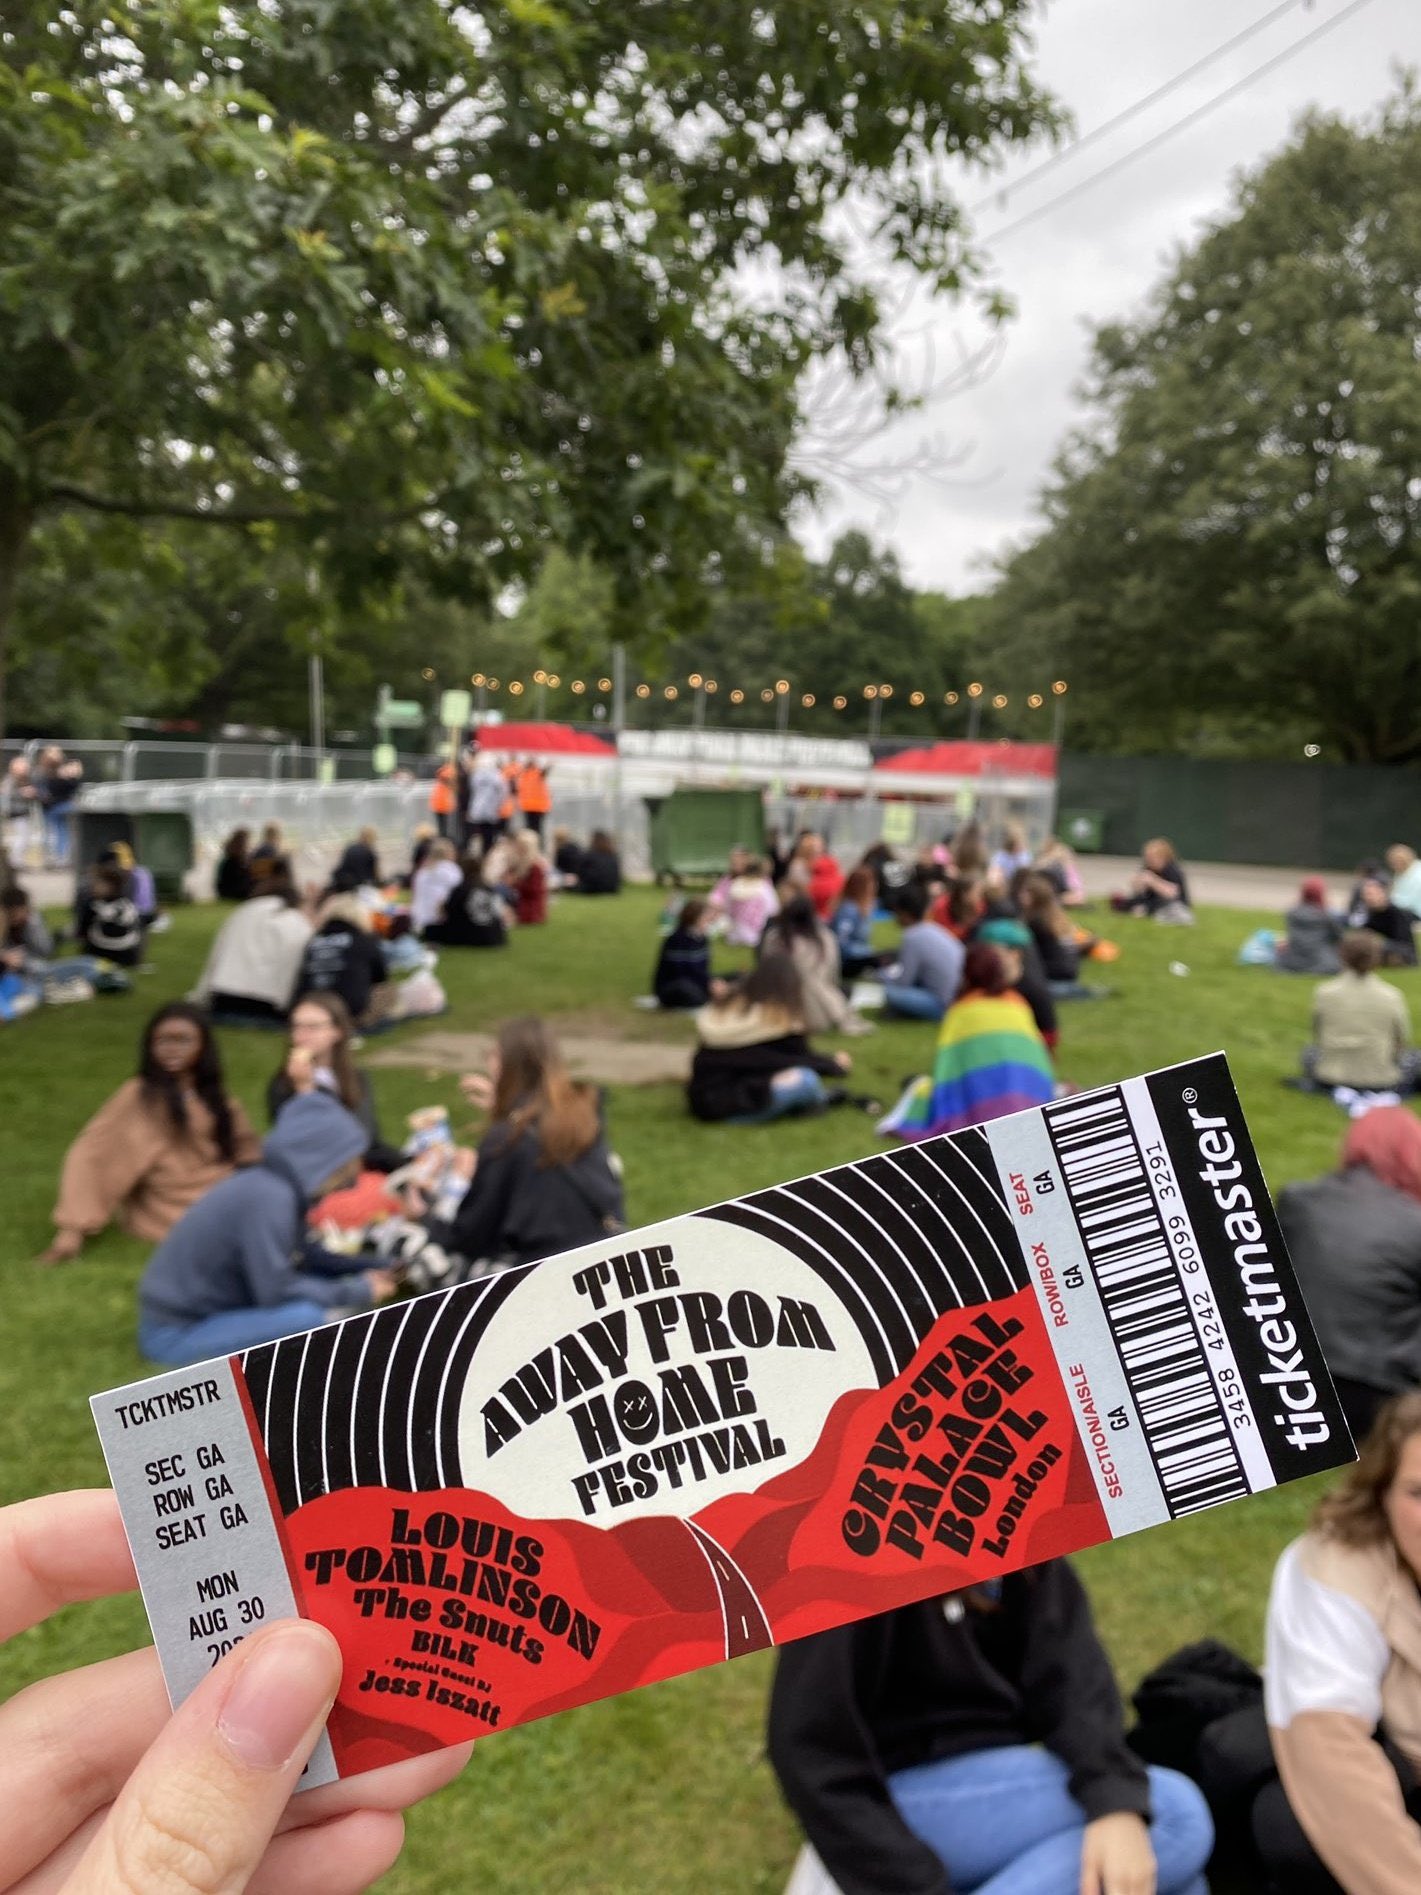 TCKTMSTR
SEC GA
ROW GA
SEAT GA
MON
AUG 30
THE
AWAY FROM
HOME
FESTIVAL
LOUIS
TOMLINSON
The Snuts
BILK
Special Guest DJ
Jess Iszatt
CRYSTAL
PALACE
BOWL
London
SECTION/AISLE ROW/BOX SEAT
GA GA GA
3458 4242 6099 3291
ticketmaster®